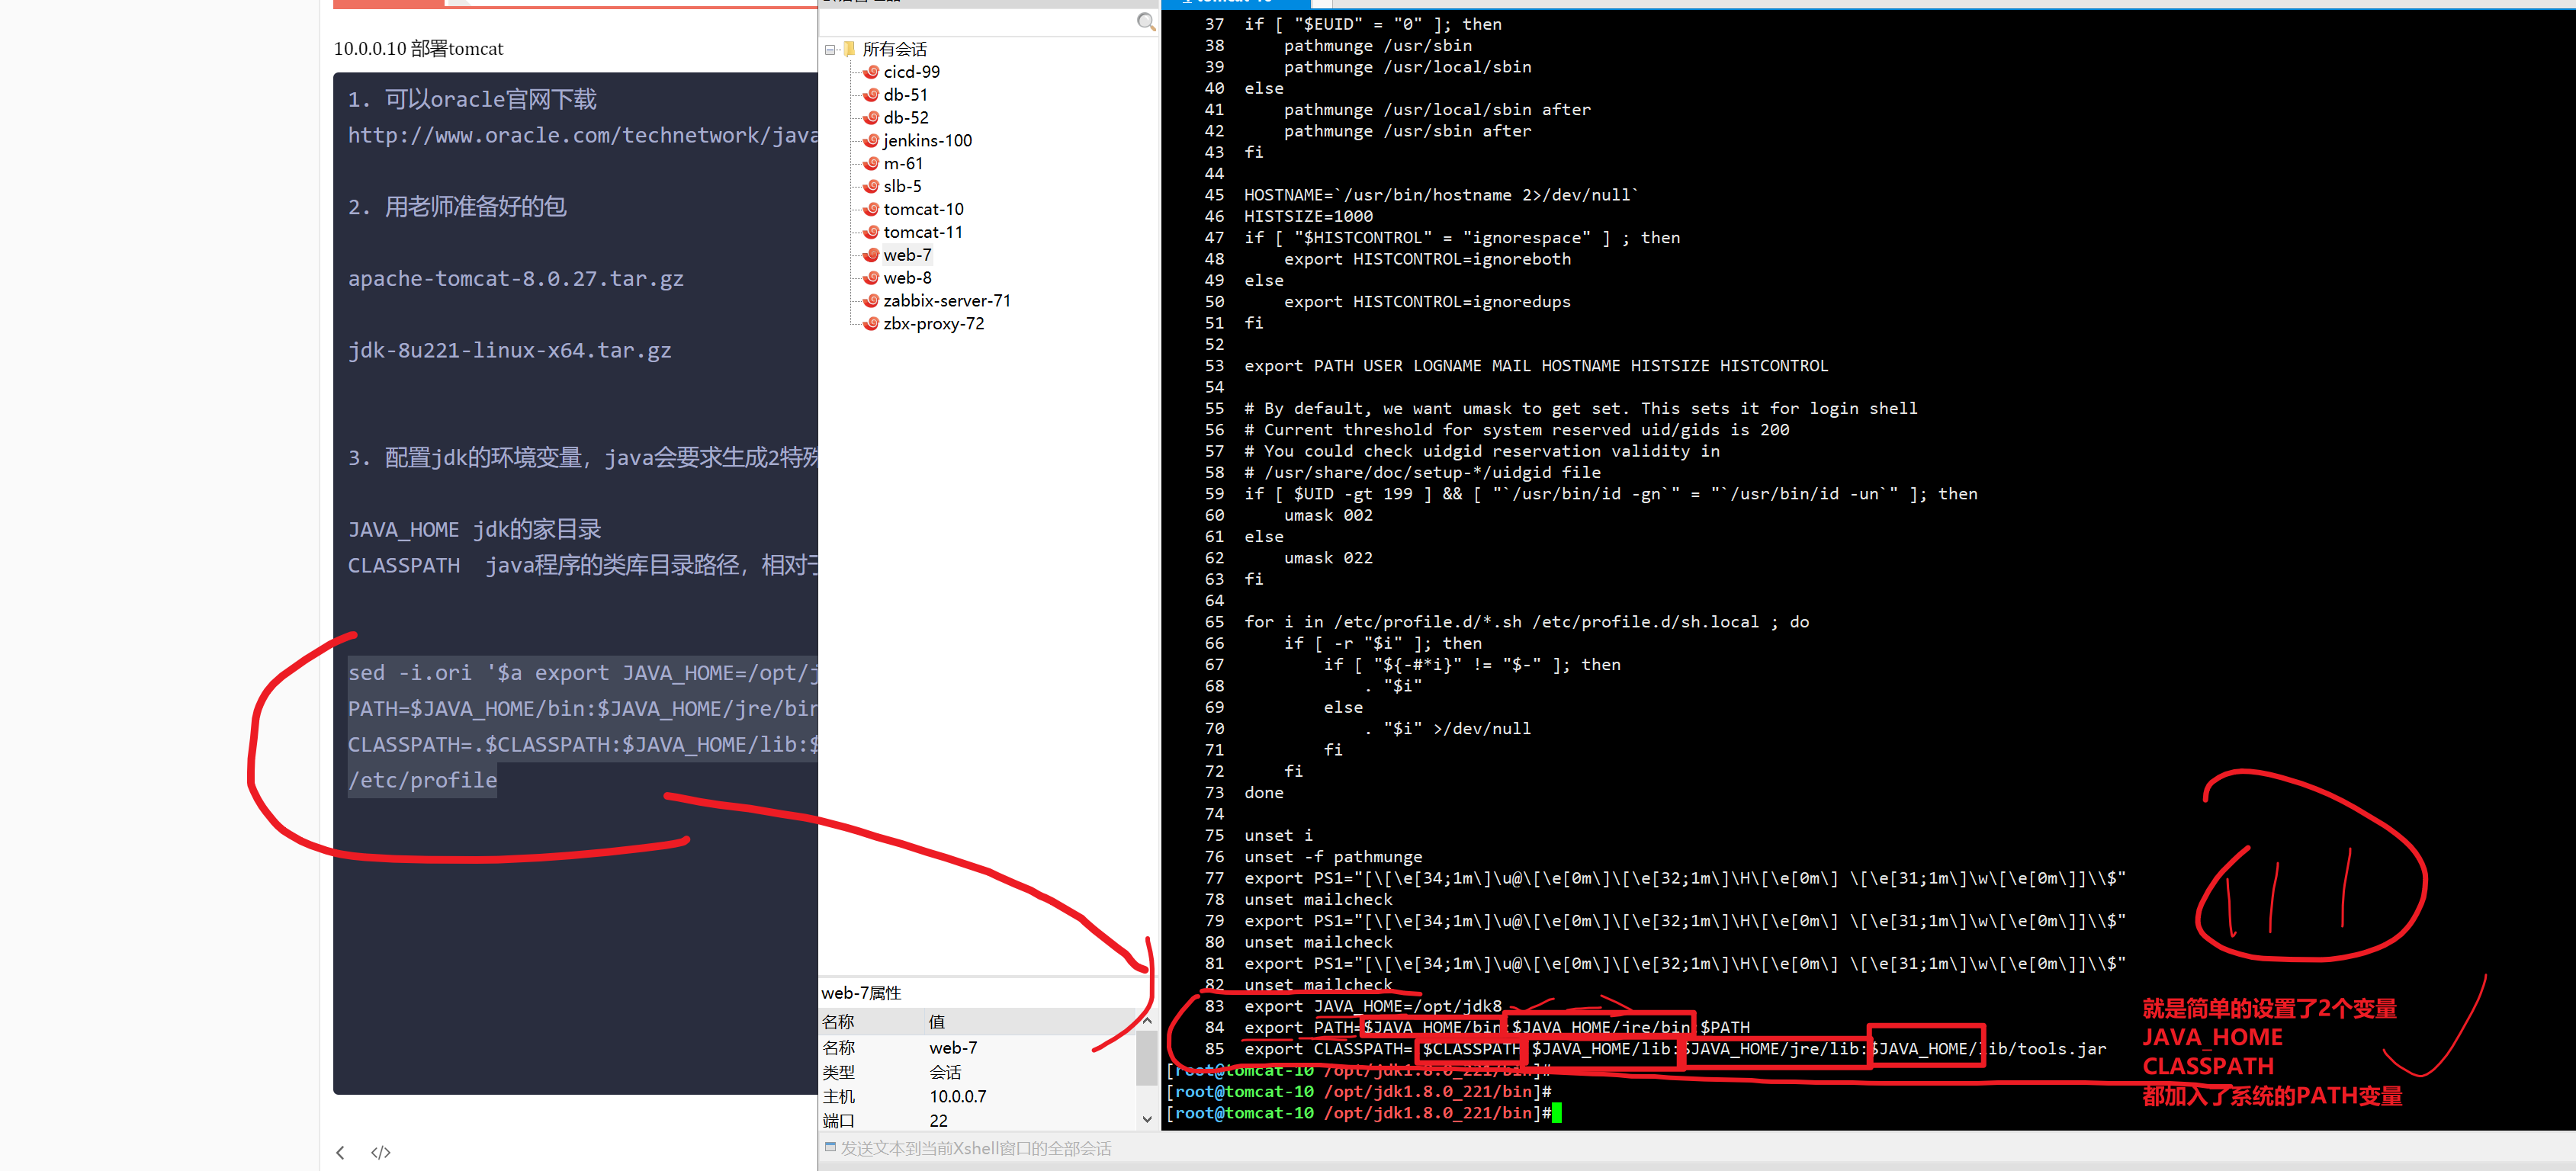 10.0.0.10 部署tomcat
1. 可以oracle官网下载
http://www.oracle.com/technetwork/java
2. 用老师准备好的包
apache-tomcat-8.0.27.tar.gz
jdk-8u221-linux-x64.tar.gz
3. 配置jdk的环境变量，java会要求生成2特殊
JAVA_HOME jdk的家目录
CLASSPATH  java程序的类库目录路径，相对于
sed -i.ori '$a export JAVA_HOME=/opt/j
PATH=$JAVA_HOME/bin:$JAVA_HOME/jre/bin
CLASSPATH=.$CLASSPATH:$JAVA_HOME/lib:$
/etc/profile
</>
所有会话
cicd-99
db-51
db-52
jenkins-100
m-61
slb-5
tomcat-10
tomcat-11
web-7
web-8
zabbix-server-71
zbx-proxy-72
web-7属性
名称 值
名称 web-7
类型 会话
主机 10.0.0.7
端口 22
37 if [ "$EUID" = "0" ]; then
38     pathmunge /usr/sbin
39     pathmunge /usr/local/sbin
40 else
41     pathmunge /usr/local/sbin after
42     pathmunge /usr/sbin after
43 fi
44
45 HOSTNAME=`/usr/bin/hostname 2>/dev/null`
46 HISTSIZE=1000
47 if [ "$HISTCONTROL" = "ignorespace" ] ; then
48     export HISTCONTROL=ignoreboth
49 else
50     export HISTCONTROL=ignoredups
51 fi
52
53 export PATH USER LOGNAME MAIL HOSTNAME HISTSIZE HISTCONTROL
54
55 # By default, we want umask to get set. This sets it for login shell
56 # Current threshold for system reserved uid/gids is 200
57 # You could check uidgid reservation validity in
58 # /usr/share/doc/setup-*/uidgid file
59 if [ $UID -gt 199 ] && [ "`/usr/bin/id -gn`" = "`/usr/bin/id -un`" ]; then
60     umask 002
61 else
62     umask 022
63 fi
64
65 for i in /etc/profile.d/*.sh /etc/profile.d/sh.local ; do
66     if [ -r "$i" ]; then
67         if [ "${-#*i}" != "$-" ]; then
68             . "$i"
69         else
70             . "$i" >/dev/null
71         fi
72     fi
73 done
74
75 unset i
76 unset -f pathmunge
77 export PS1="[\[\e[34;1m\]\u@\[\e[0m\]\[\e[32;1m\]\H\[\e[0m\] \[\e[31;1m\]\w\[\e[0m\]]\\$"
78 unset mailcheck
79 export PS1="[\[\e[34;1m\]\u@\[\e[0m\]\[\e[32;1m\]\H\[\e[0m\] \[\e[31;1m\]\w\[\e[0m\]]\\$"
80 unset mailcheck
81 export PS1="[\[\e[34;1m\]\u@\[\e[0m\]\[\e[32;1m\]\H\[\e[0m\] \[\e[31;1m\]\w\[\e[0m\]]\\$"
82 unset mailcheck
83 export JAVA_HOME=/opt/jdk8
84 export PATH=$JAVA_HOME/bin:$JAVA_HOME/jre/bin:$PATH
85 export CLASSPATH=.$CLASSPATH:$JAVA_HOME/lib:$JAVA_HOME/jre/lib:$JAVA_HOME/lib/tools.jar
[root@tomcat-10 /opt/jdk1.8.0_221/bin]#
[root@tomcat-10 /opt/jdk1.8.0_221/bin]#
[root@tomcat-10 /opt/jdk1.8.0_221/bin]#
就是简单的设置了2个变量
JAVA_HOME
CLASSPATH
都加入了系统的PATH变量
发送文本到当前Xshell窗口的全部会话